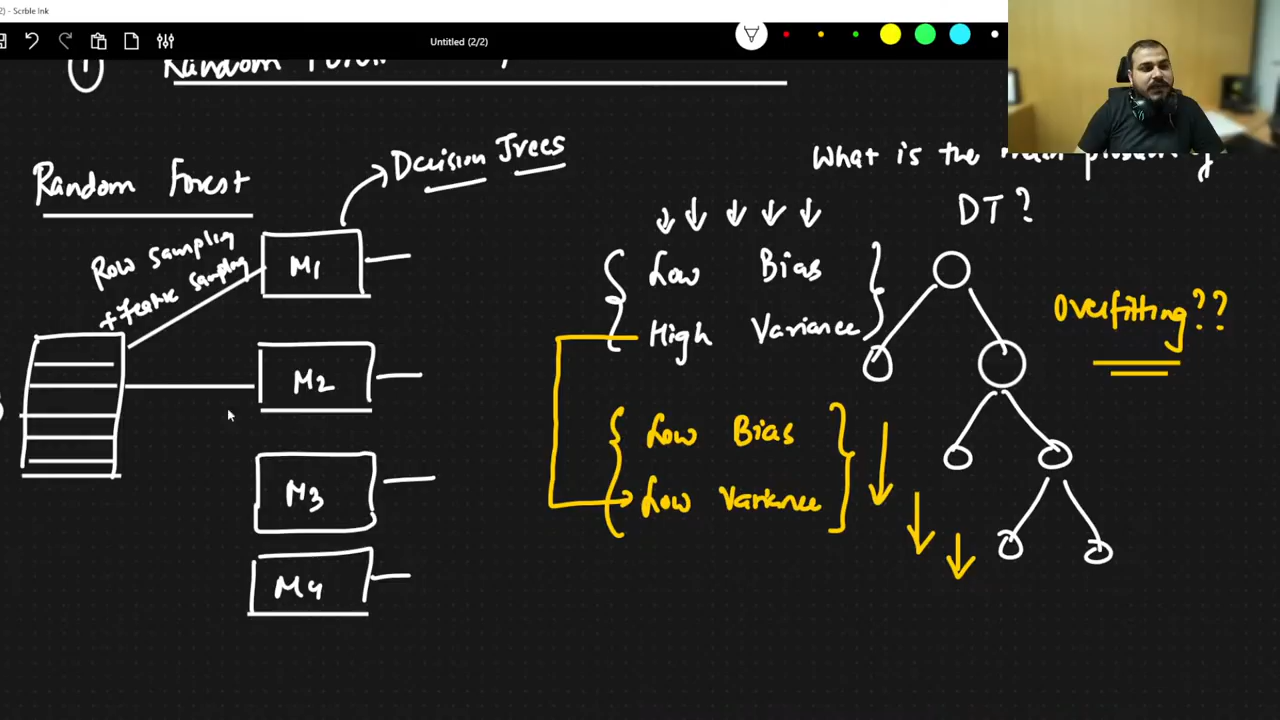 - Scrble Ink
Untitled (2/2)
Random Forest
Decision Trees
Row Sampling
+ Feature Sampling
M1
M2
M3
M4
What is the main
DT?
Low Bias
High Variance
Overfitting??
Low Bias
Low Variance